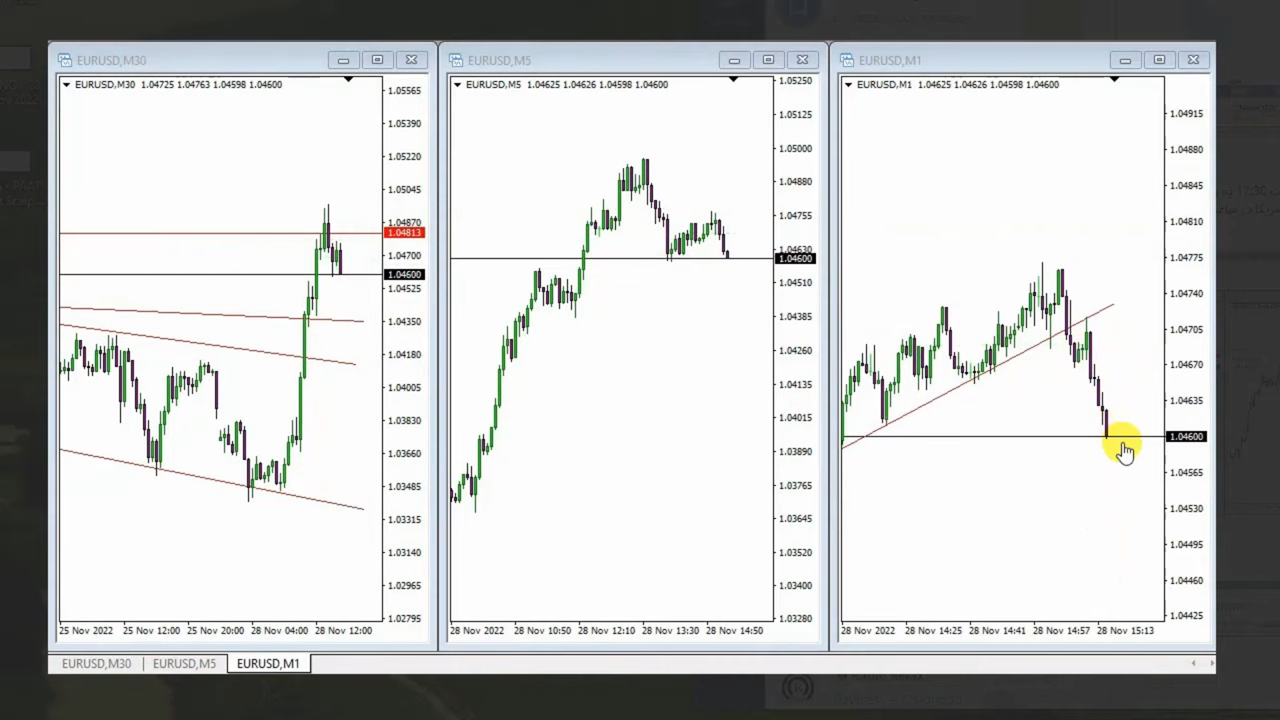 EURUSD,M30
EURUSD,M30 1.04725 1.04763 1.04598 1.04600
1.05565
1.05390
1.05220
1.05045
1.04870
1.04813
1.04700
1.04600
1.04525
1.04350
1.04180
1.04005
1.03830
1.03660
1.03485
1.03315
1.03140
1.02965
1.02795
25 Nov 2022
25 Nov 12:00
25 Nov 20:00
28 Nov 04:00
28 Nov 12:00
EURUSD,M5
EURUSD,M5 1.04625 1.04626 1.04598 1.04600
1.05250
1.05125
1.05000
1.04880
1.04755
1.04630
1.04600
1.04510
1.04385
1.04260
1.04135
1.04015
1.03890
1.03765
1.03645
1.03520
1.03400
1.03280
28 Nov 2022
28 Nov 10:50
28 Nov 12:10
28 Nov 13:30
28 Nov 14:50
EURUSD,M1
EURUSD,M1 1.04625 1.04626 1.04598 1.04600
1.04915
1.04880
1.04845
1.04810
1.04775
1.04740
1.04705
1.04670
1.04635
1.04600
1.04565
1.04530
1.04495
1.04460
1.04425
28 Nov 2022
28 Nov 14:25
28 Nov 14:41
28 Nov 14:57
28 Nov 15:13
EURUSD,M30
EURUSD,M5
EURUSD,M1